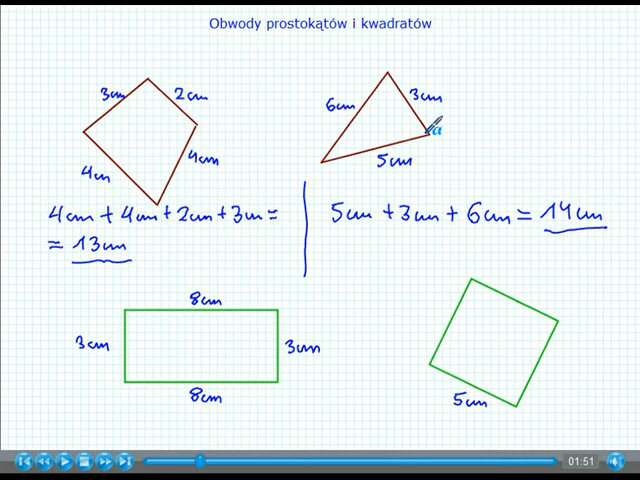 Obwody prostokątów i kwadratów
3cm
2cm
4cm
4cm
6cm
3cm
5cm
4cm + 4cm + 2cm + 3cm =
= 13cm
5cm + 3cm + 6cm = 14cm
8cm
3cm
3cm
8cm
5cm
01:51